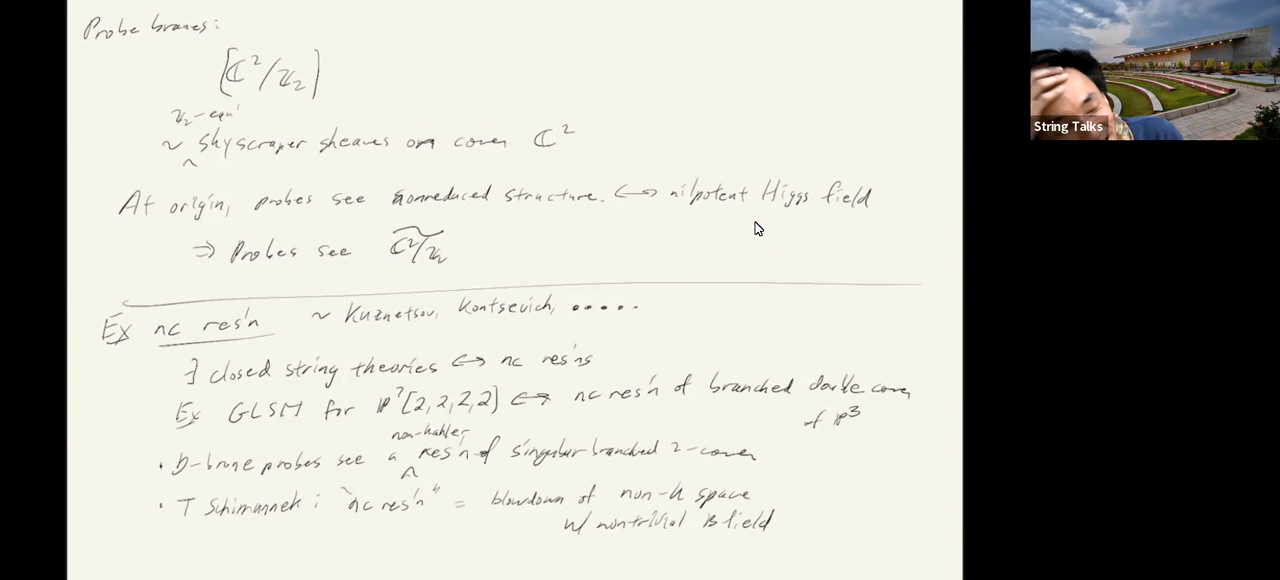 Probe branes:
[ℂ²/ℤ₂]
ℤ₂-equi'
~ skyscraper sheaves on cover ℂ²
At origin, probes see nonreduced structure. ↔ nilpotent Higgs field
⇒ Probes see \widetilde{ℂ²/ℤ₂}
Ex nc res'n ~ Kuznetsov, Kontsevich, .....
∃ closed string theories ↔ nc res'ns
Ex GLSM for ℙ⁷[2,2,2,2] ↔ nc res'n of branched double cover
of ℙ³
non-kahler
· D-brane probes see a res'n of singular branched 2-cover
· T Schimannek: "nc res'n" = blowdown of non-K space
w/ nontrivial B field
String Talks